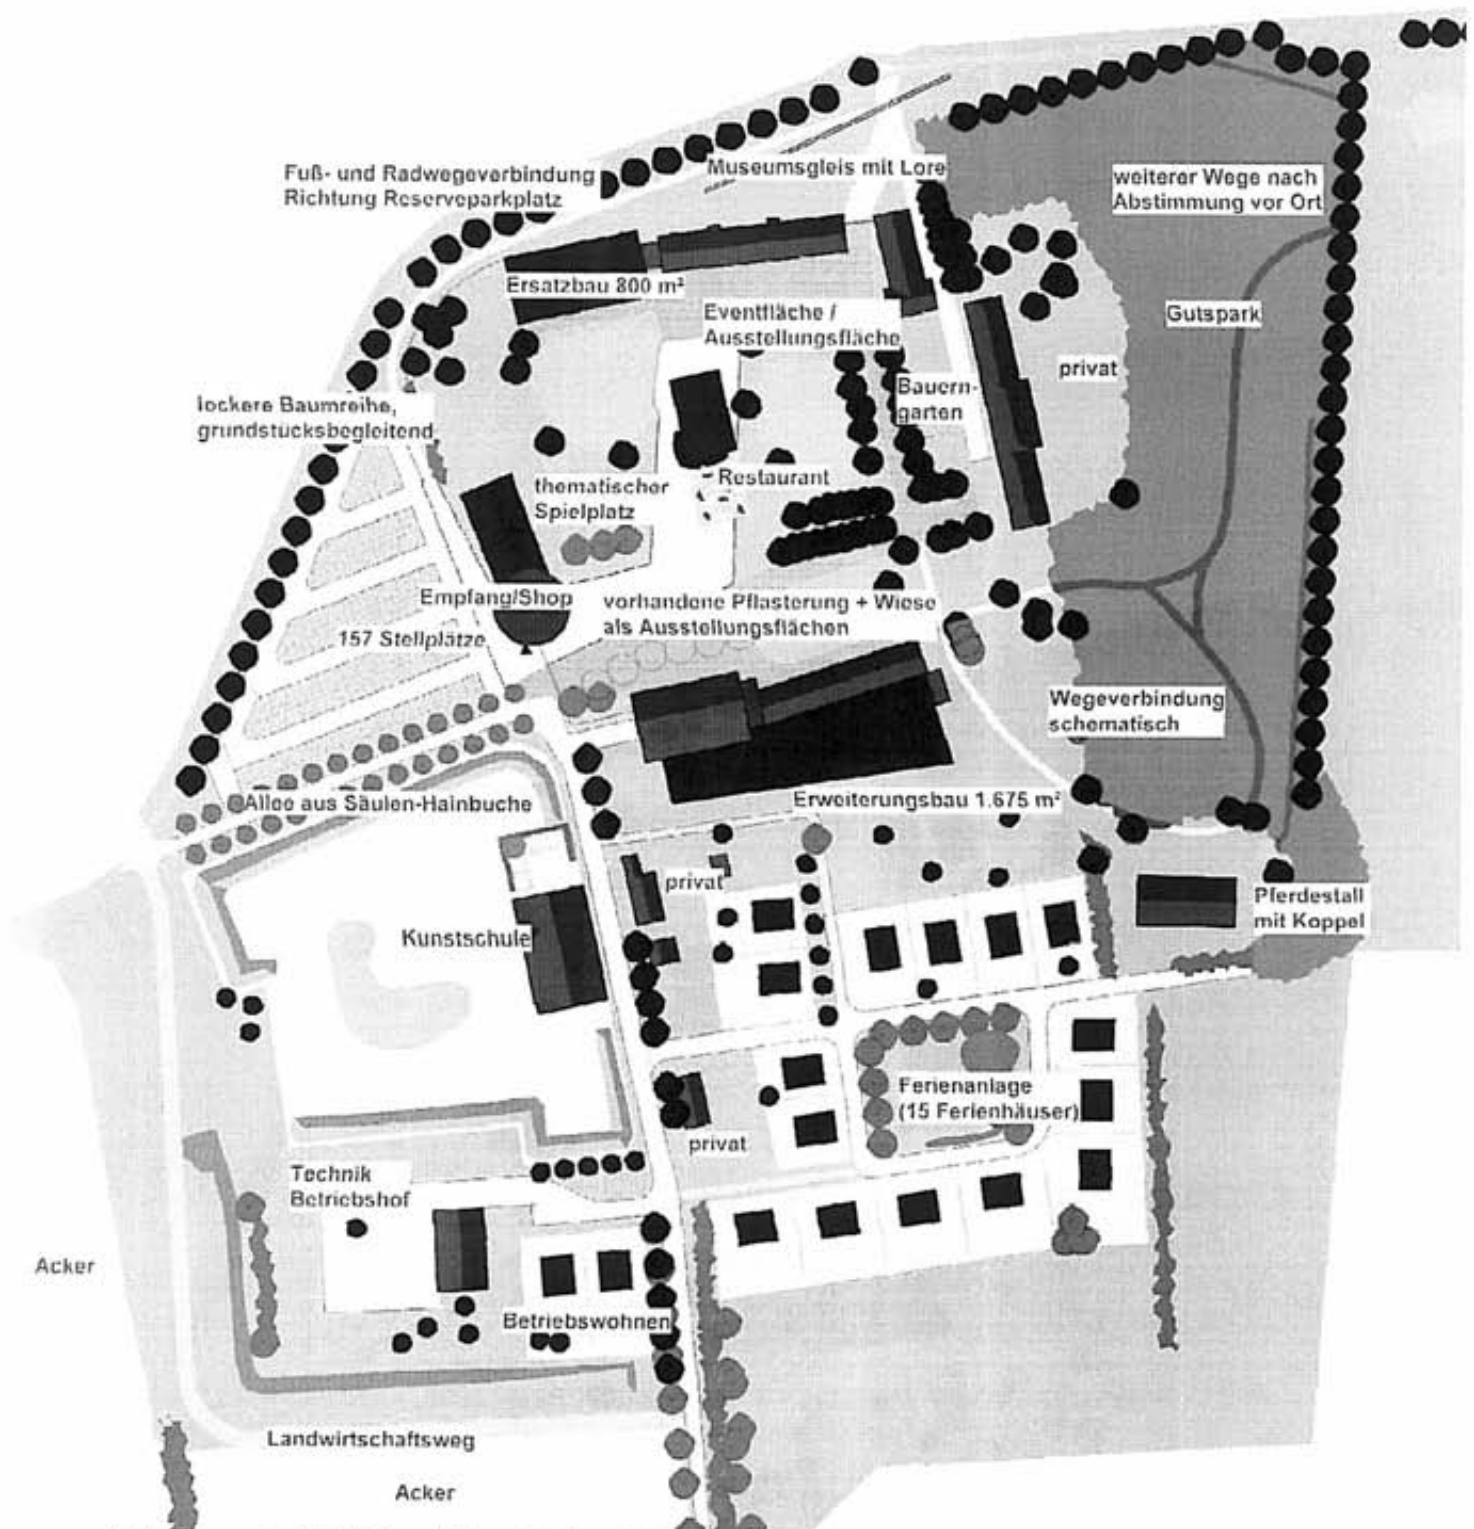 Museumsgleis mit Lore
Fuß- und Radwegeverbindung
Richtung Reserveparkplatz
weiterer Wege nach
Abstimmung vor Ort
Ersatzbau 800 m²
Eventfläche /
Ausstellungsfläche
Gutspark
privat
Bauern-
garten
lockere Baumreihe,
grundstücksbegleitend
thematischer
Spielplatz
Restaurant
Empfang/Shop
vorhandene Pflasterung + Wiese
als Ausstellungsflächen
157 Stellplätze
Wegeverbindung
schematisch
Allee aus Säulen-Hainbuche
Erweiterungsbau 1.675 m²
privat
Pferdestall
mit Koppel
Kunstschule
Ferienanlage
(15 Ferienhäuser)
privat
Technik
Betriebshof
Acker
Betriebswohnen
Landwirtschaftsweg
Acker